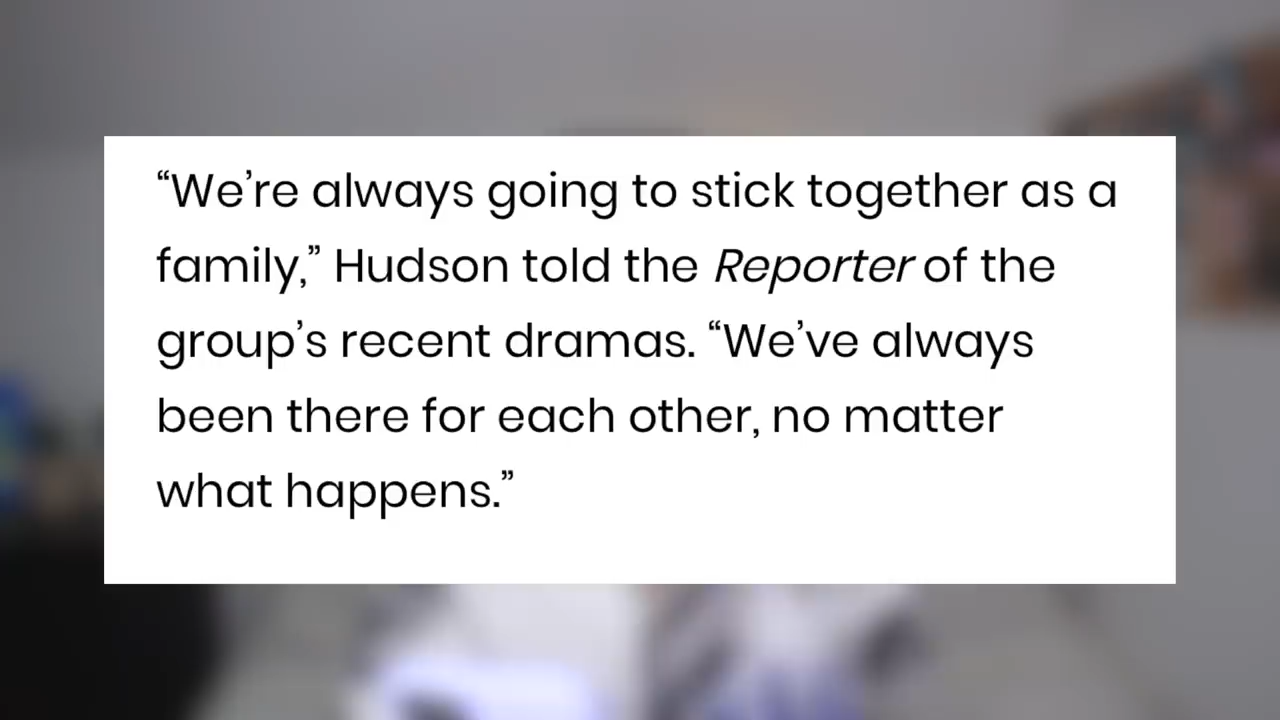 “We’re always going to stick together as a
family,” Hudson told the Reporter of the
group’s recent dramas. “We’ve always
been there for each other, no matter
what happens.”